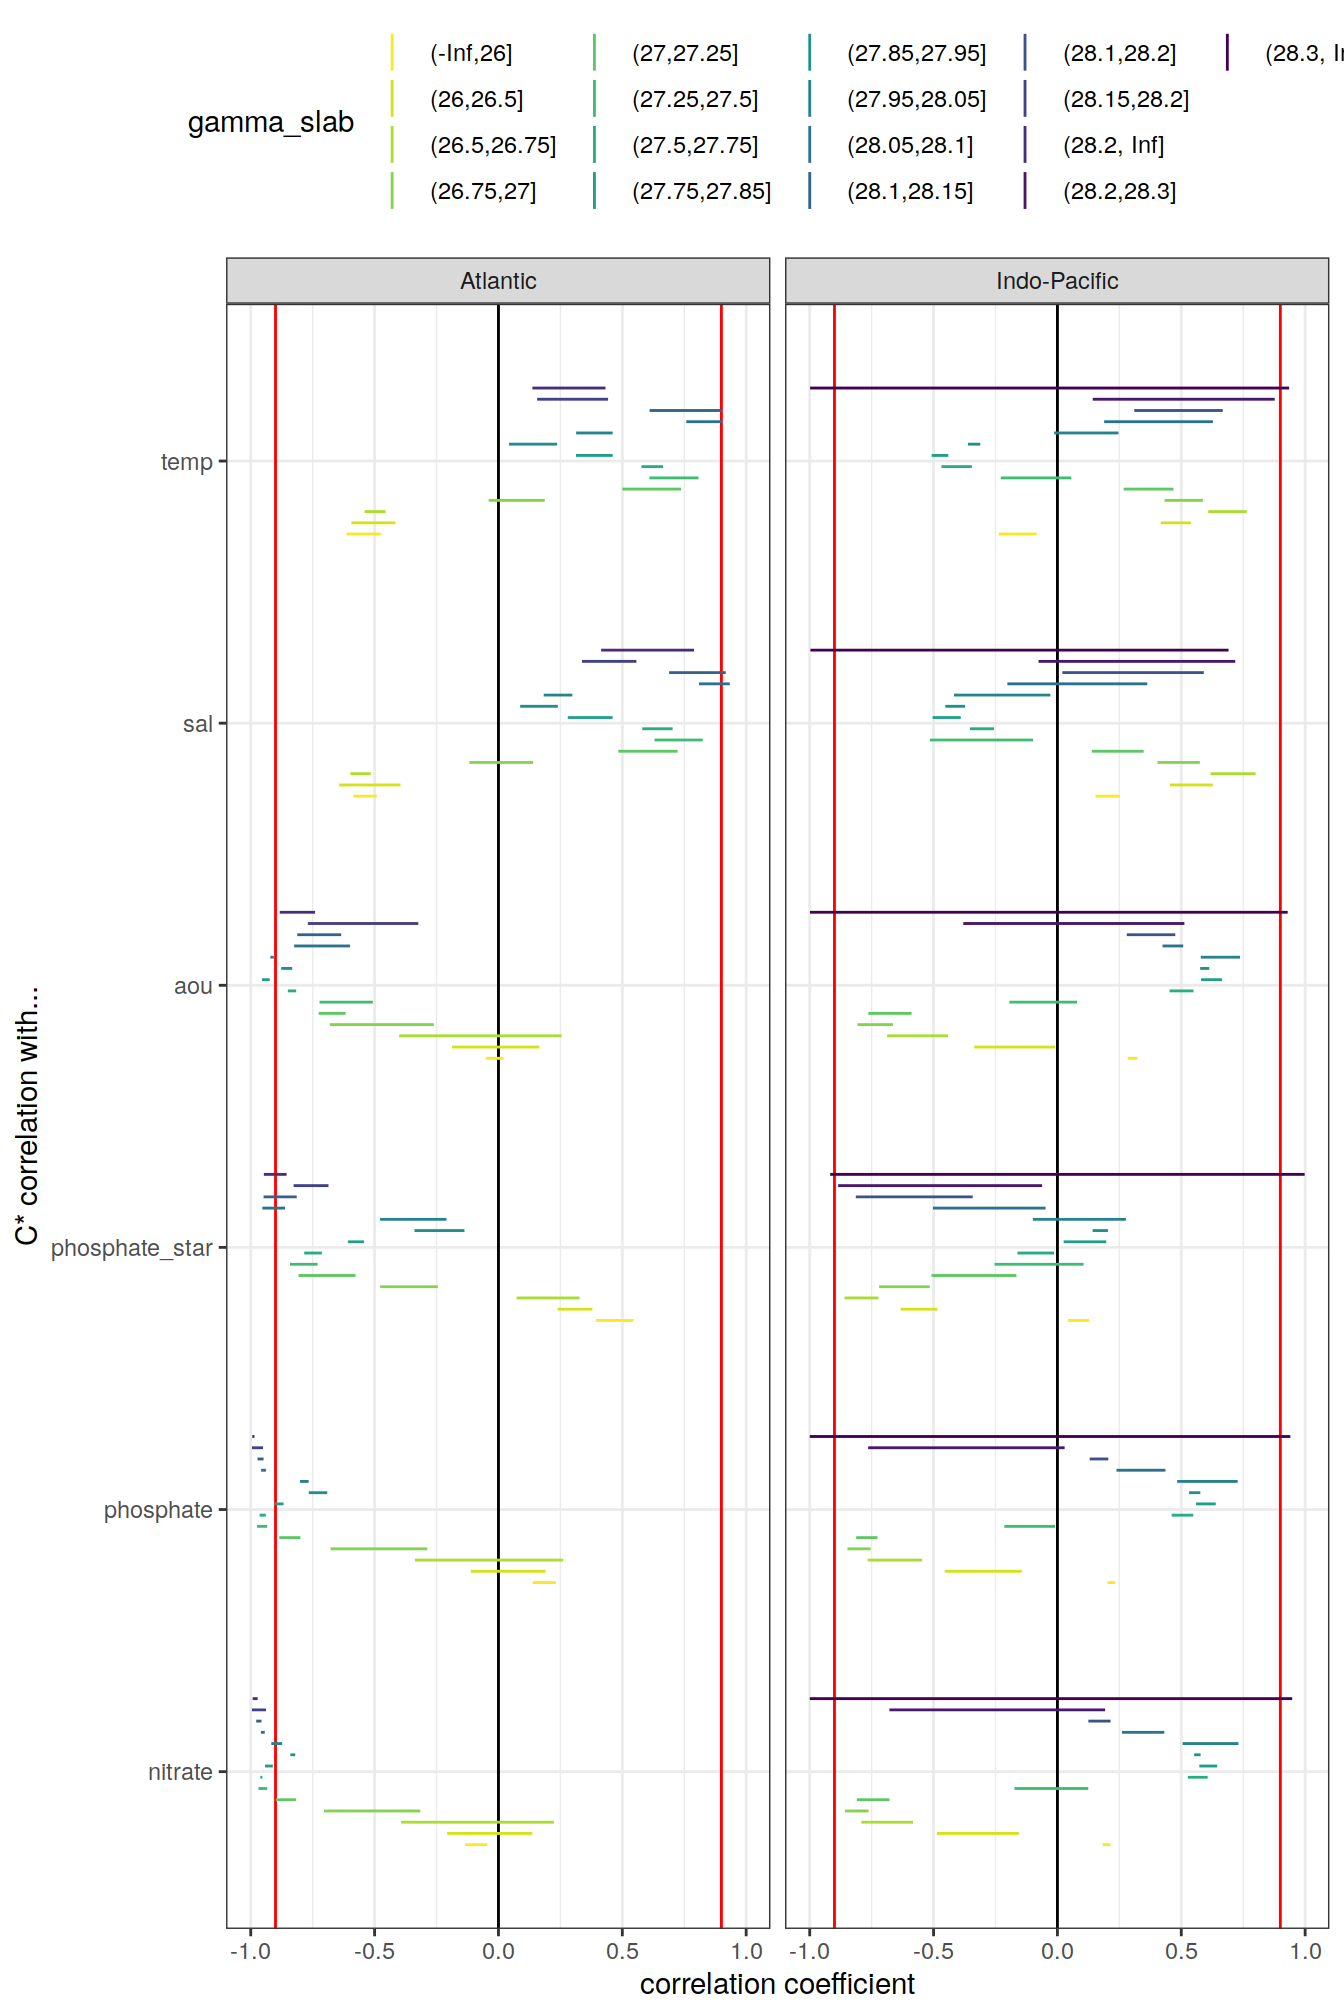 gamma_slab
(-Inf,26]
(26,26.5]
(26.5,26.75]
(26.75,27]
(27,27.25]
(27.25,27.5]
(27.5,27.75]
(27.75,27.85]
(27.85,27.95]
(27.95,28.05]
(28.05,28.1]
(28.1,28.15]
(28.1,28.2]
(28.15,28.2]
(28.2, Inf]
(28.2,28.3]
(28.3,
Atlantic
Indo-Pacific
C* correlation with...
temp
sal
aou
phosphate_star
phosphate
nitrate
-1.0 -0.5 0.0 0.5 1.0
-1.0 -0.5 0.0 0.5 1.0
correlation coefficient